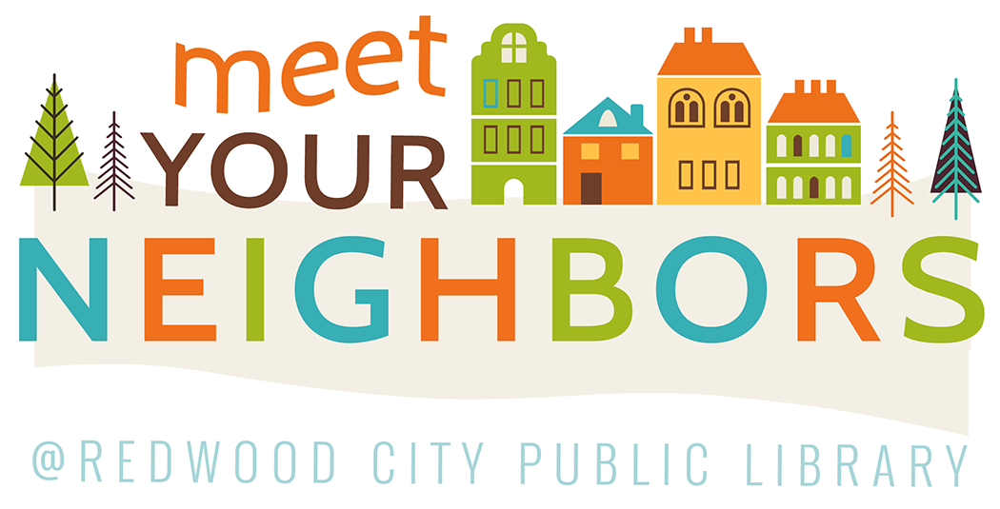 meet
YOUR
NEIGHBORS
@REDWOOD CITY PUBLIC LIBRARY